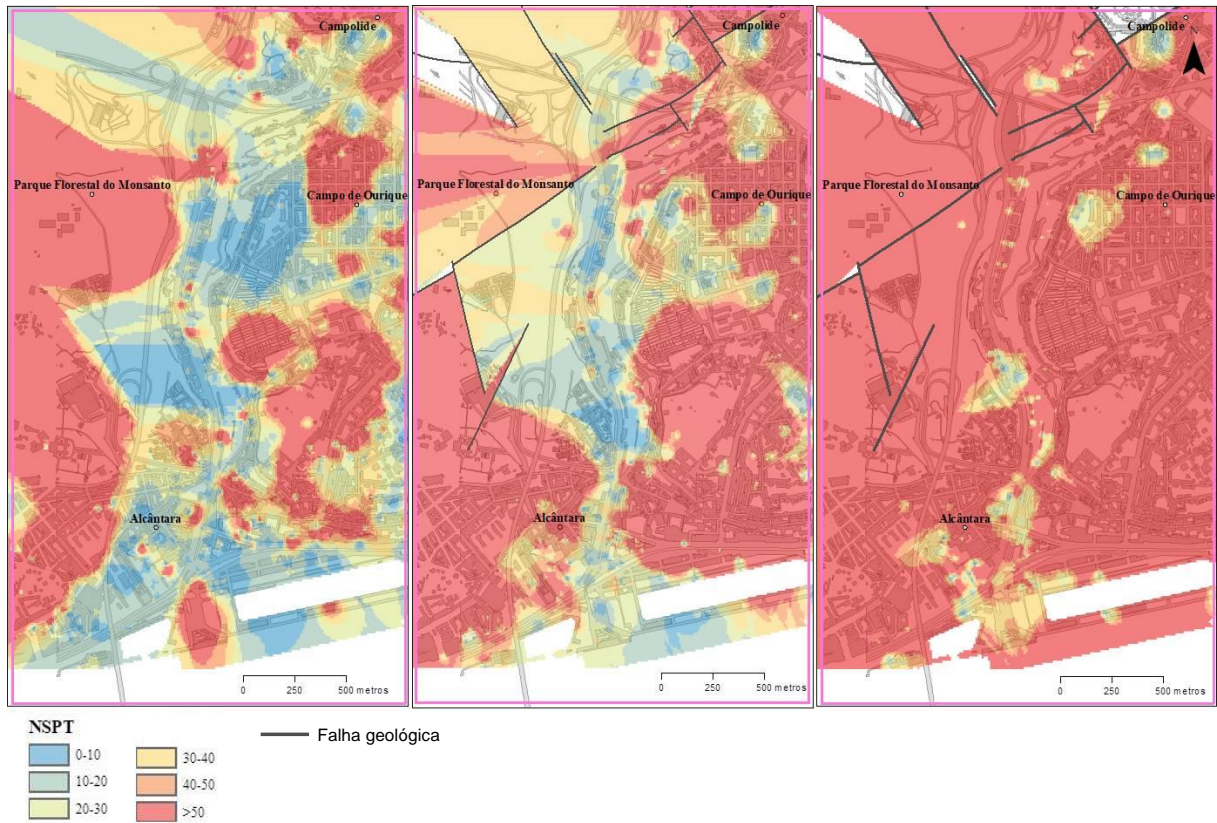 Campolide
Parque Florestal do Monsanto
Campo de Ourique
Alcântara
0 250 500 metros
Campolide
Parque Florestal do Monsanto
Campo de Ourique
Alcântara
0 250 500 metros
Campolide
N
Parque Florestal do Monsanto
Campo de Ourique
Alcântara
0 250 500 metros
NSPT
0-10
10-20
20-30
30-40
40-50
>50
Falha geológica